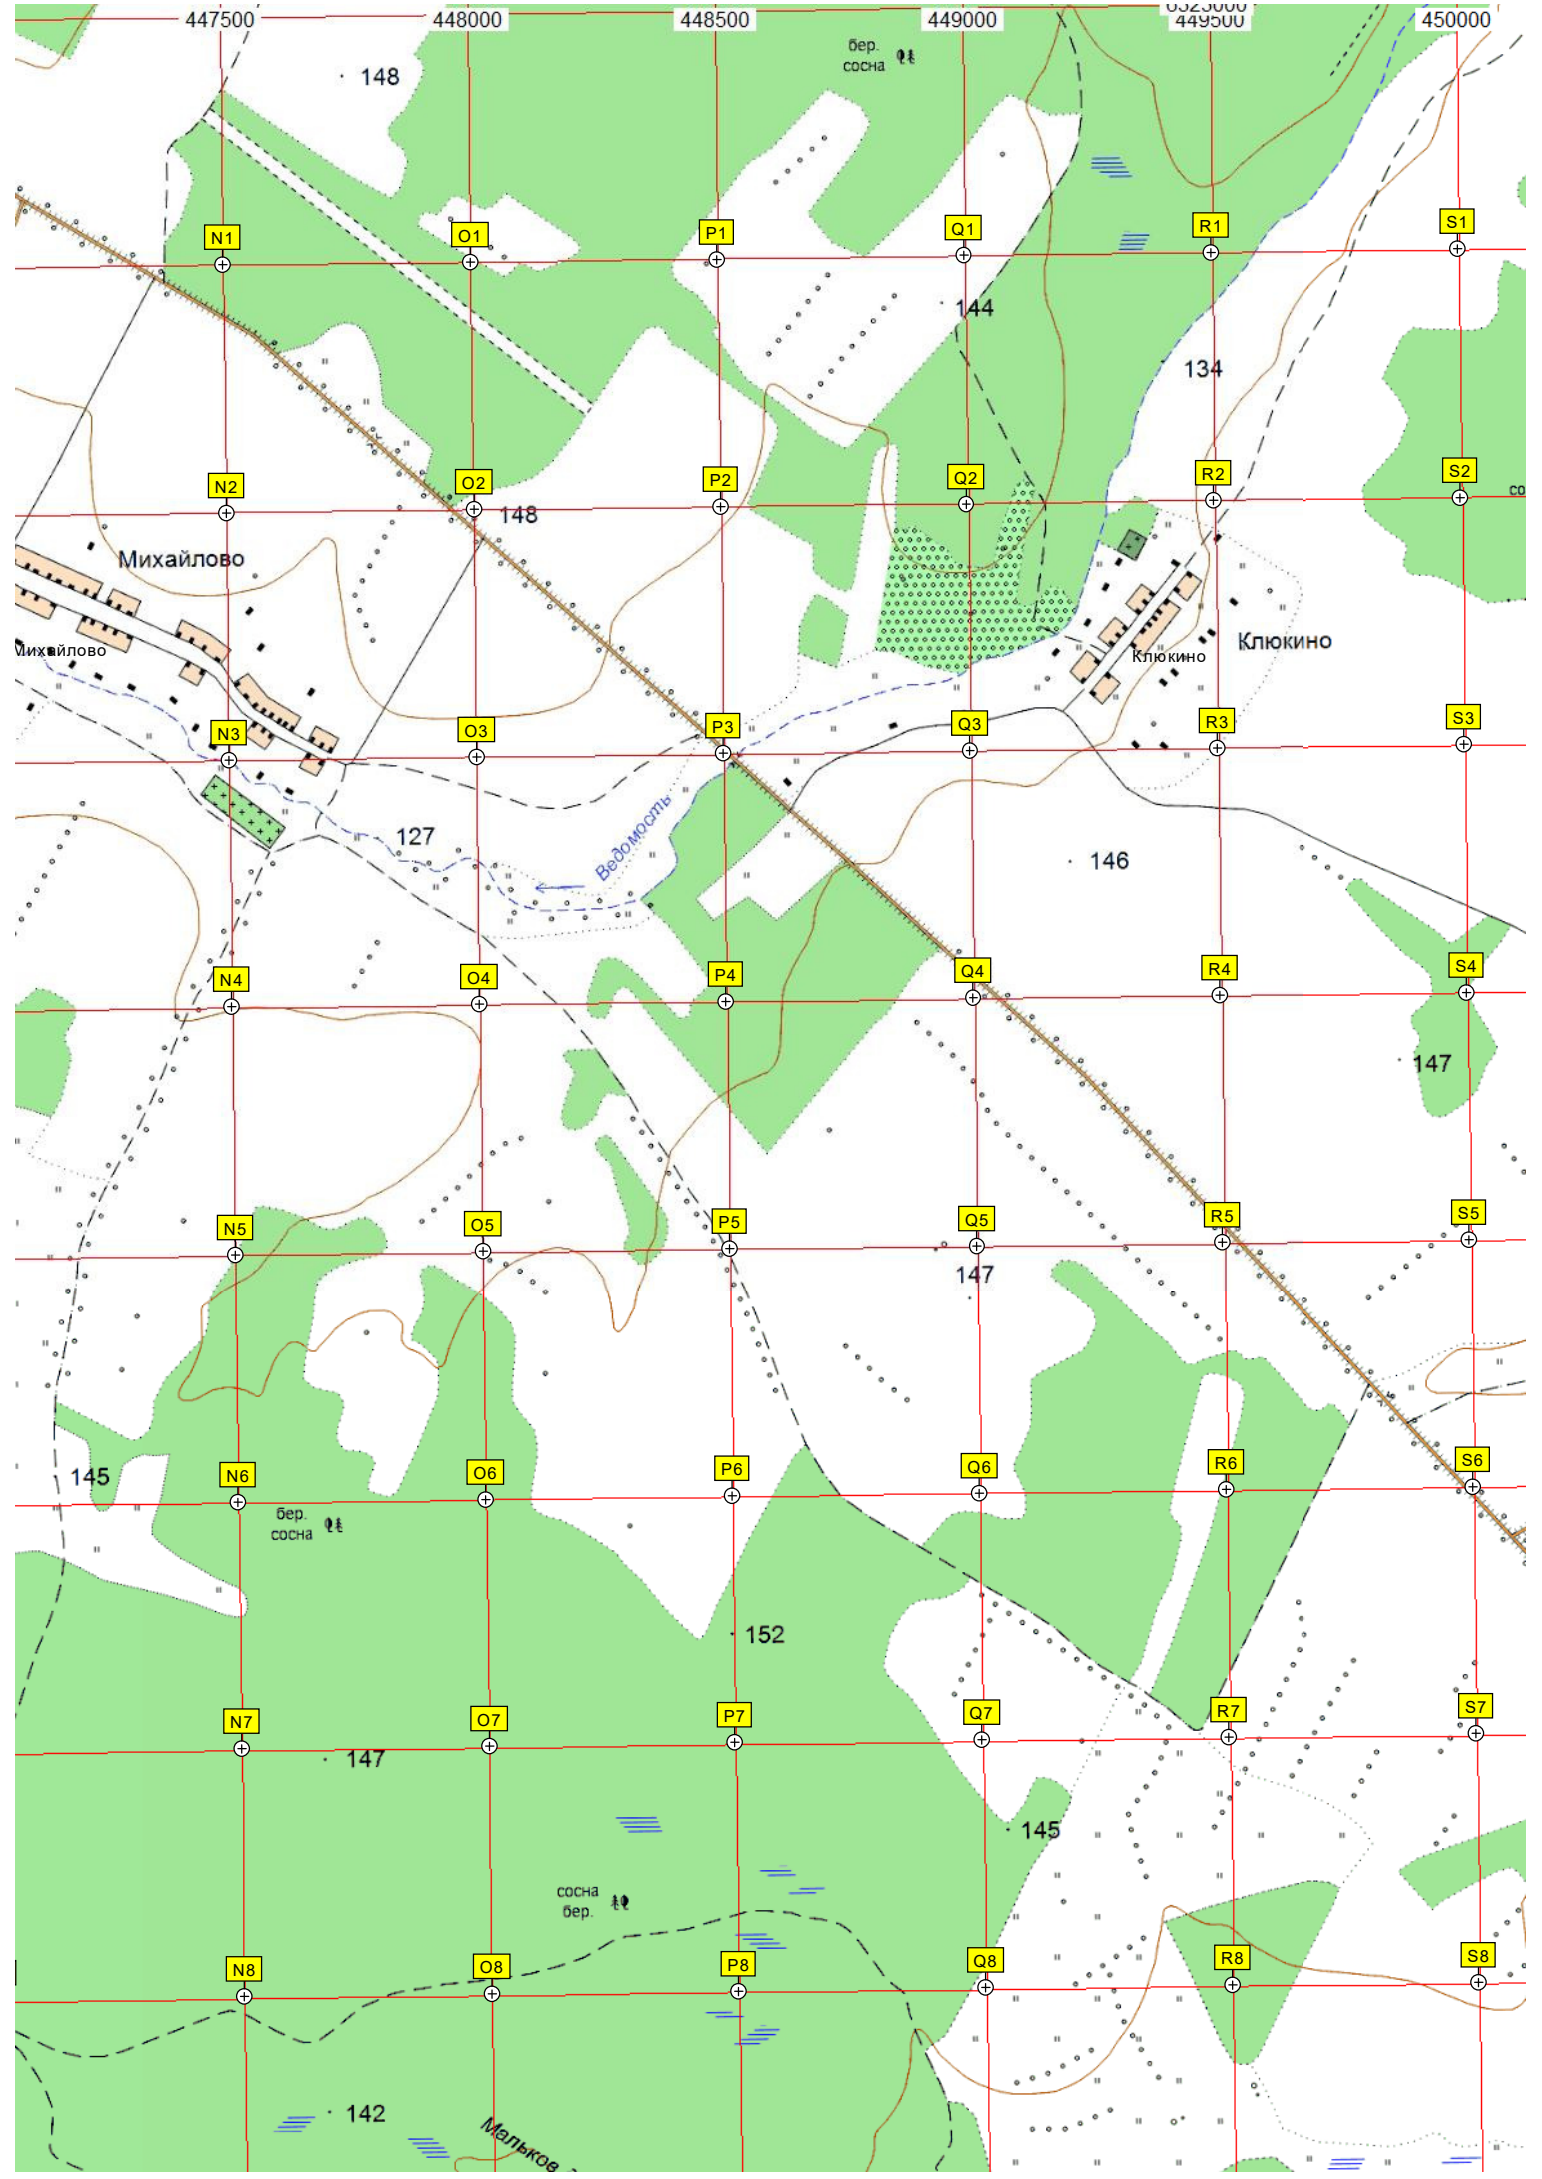 6323000
447500 448000 448500 449000 449500 450000
бер.
сосна
148
N1 O1 P1 Q1 R1 S1
144
134
N2 O2 P2 Q2 R2 S2
со
148
Михайлово
Клюкино
Михайлово
Клюкино
N3 O3 P3 Q3 R3 S3
127
Ведомость
146
N4 O4 P4 Q4 R4 S4
147
N5 O5 P5 Q5 R5 S5
147
145
N6 O6 P6 Q6 R6 S6
бер.
сосна
152
N7 O7 P7 Q7 R7 S7
147
145
сосна
бер.
N8 O8 P8 Q8 R8 S8
142
Мальков